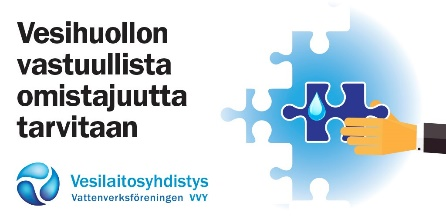 Vesihuollon
vastuullista
omistajuutta
tarvitaan
Vesilaitosyhdistys
Vattenverksföreningen VVY